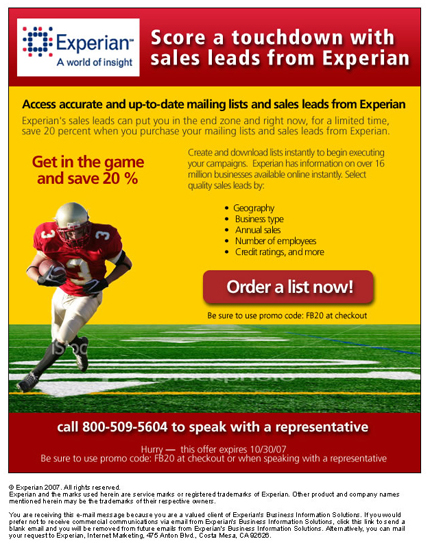 Experian™
A world of insight
Score a touchdown with
sales leads from Experian
Access accurate and up-to-date mailing lists and sales leads from Experian
Experian's sales leads can put you in the end zone and right now, for a limited time,
save 20 percent when you purchase your mailing lists and sales leads from Experian.
Get in the game
and save 20 %
Create and download lists instantly to begin executing
your campaigns. Experian has information on over 16
million businesses available online instantly. Select
quality sales leads by:
• Geography
• Business type
• Annual sales
• Number of employees
• Credit ratings, and more
3
3
Order a list now!
Be sure to use promo code: FB20 at checkout
call 800-509-5604 to speak with a representative
Hurry — this offer expires 10/30/07
Be sure to use promo code: FB20 at checkout or when speaking with a representative
© Experian 2007. All rights reserved.
Experian and the marks used herein are service marks or registered trademarks of Experian. Other product and company names
mentioned herein may be the trademarks of their respective owners.
You are receiving this e-mail message because you are a valued client of Experian's Business Information Solutions. If you would
prefer not to receive commercial communications via email from Experian's Business Information Solutions, click this link to send a
blank email and you will be removed from future emails from Experian's Business Information Solutions. Alternatively, you can mail
your request to Experian, Internet Marketing, 475 Anton Blvd., Costa Mesa, CA 92626.